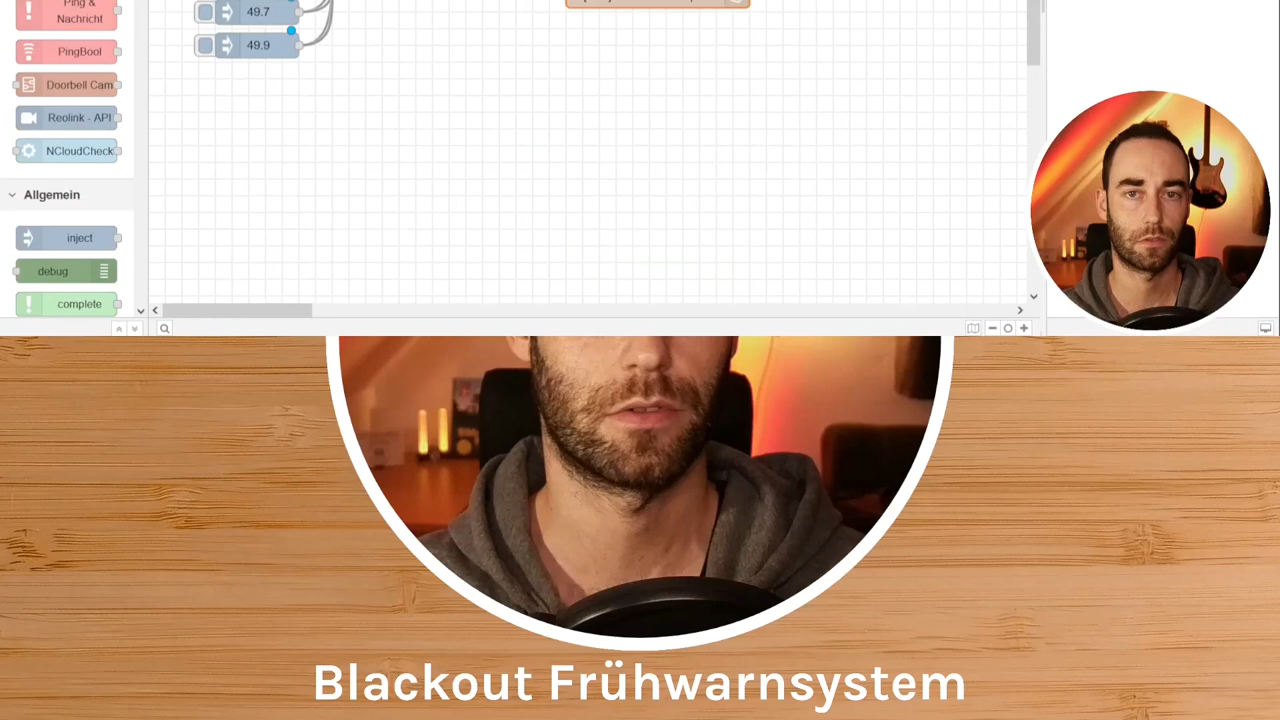 Ping &
Nachricht
49.7
PingBool
49.9
Doorbell Cam
Reolink - API
NCloudCheck
Allgemein
inject
debug
complete
Blackout Frühwarnsystem